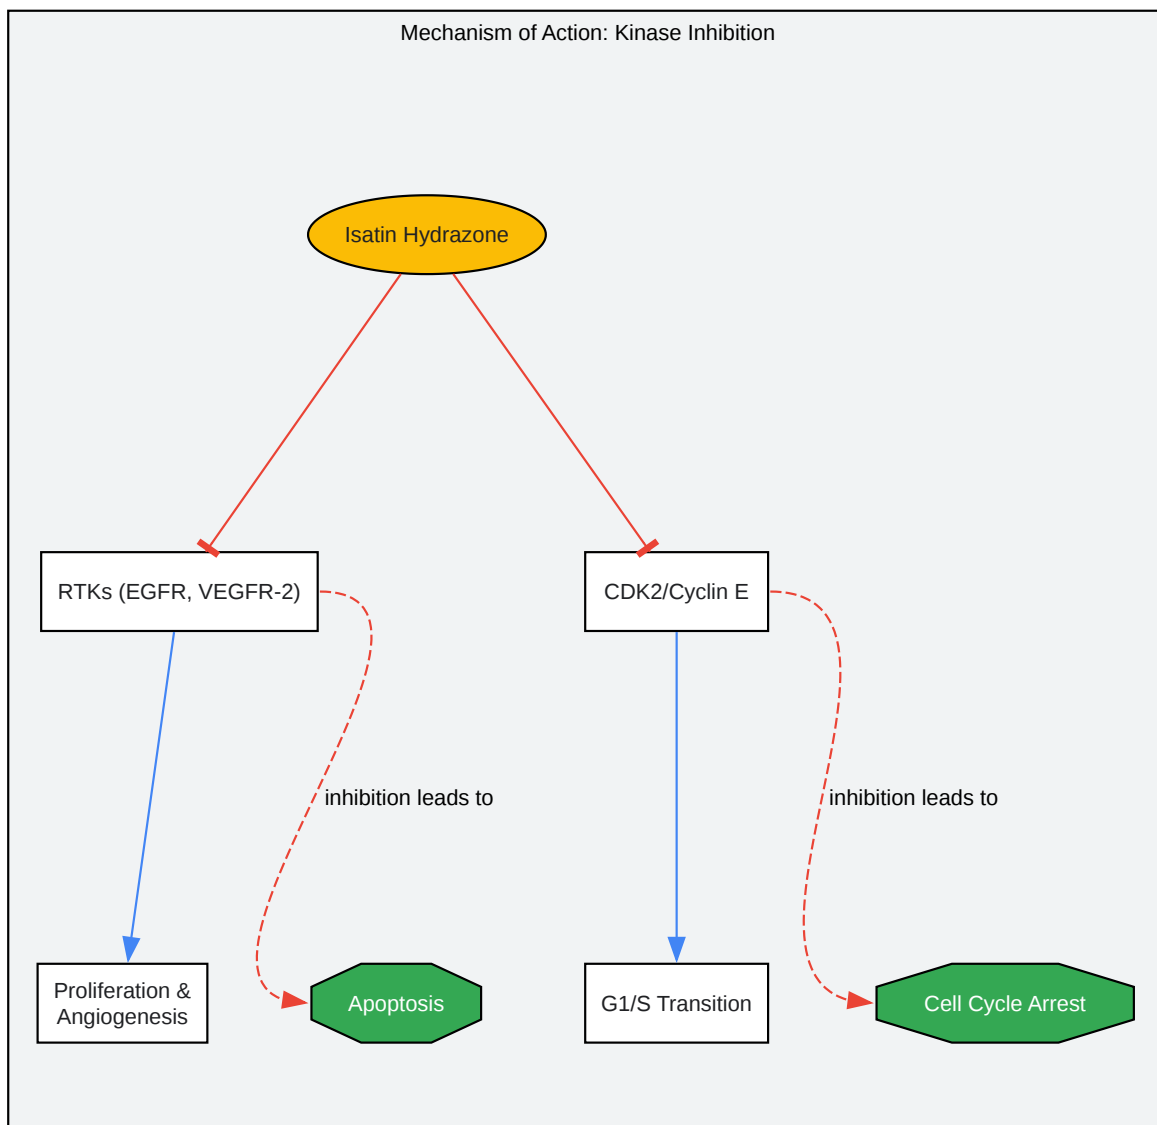 Mechanism of Action: Kinase Inhibition
Isatin Hydrazone
RTKs (EGFR, VEGFR-2)
CDK2/Cyclin E
inhibition leads to
inhibition leads to
Proliferation &
Angiogenesis
Apoptosis
G1/S Transition
Cell Cycle Arrest